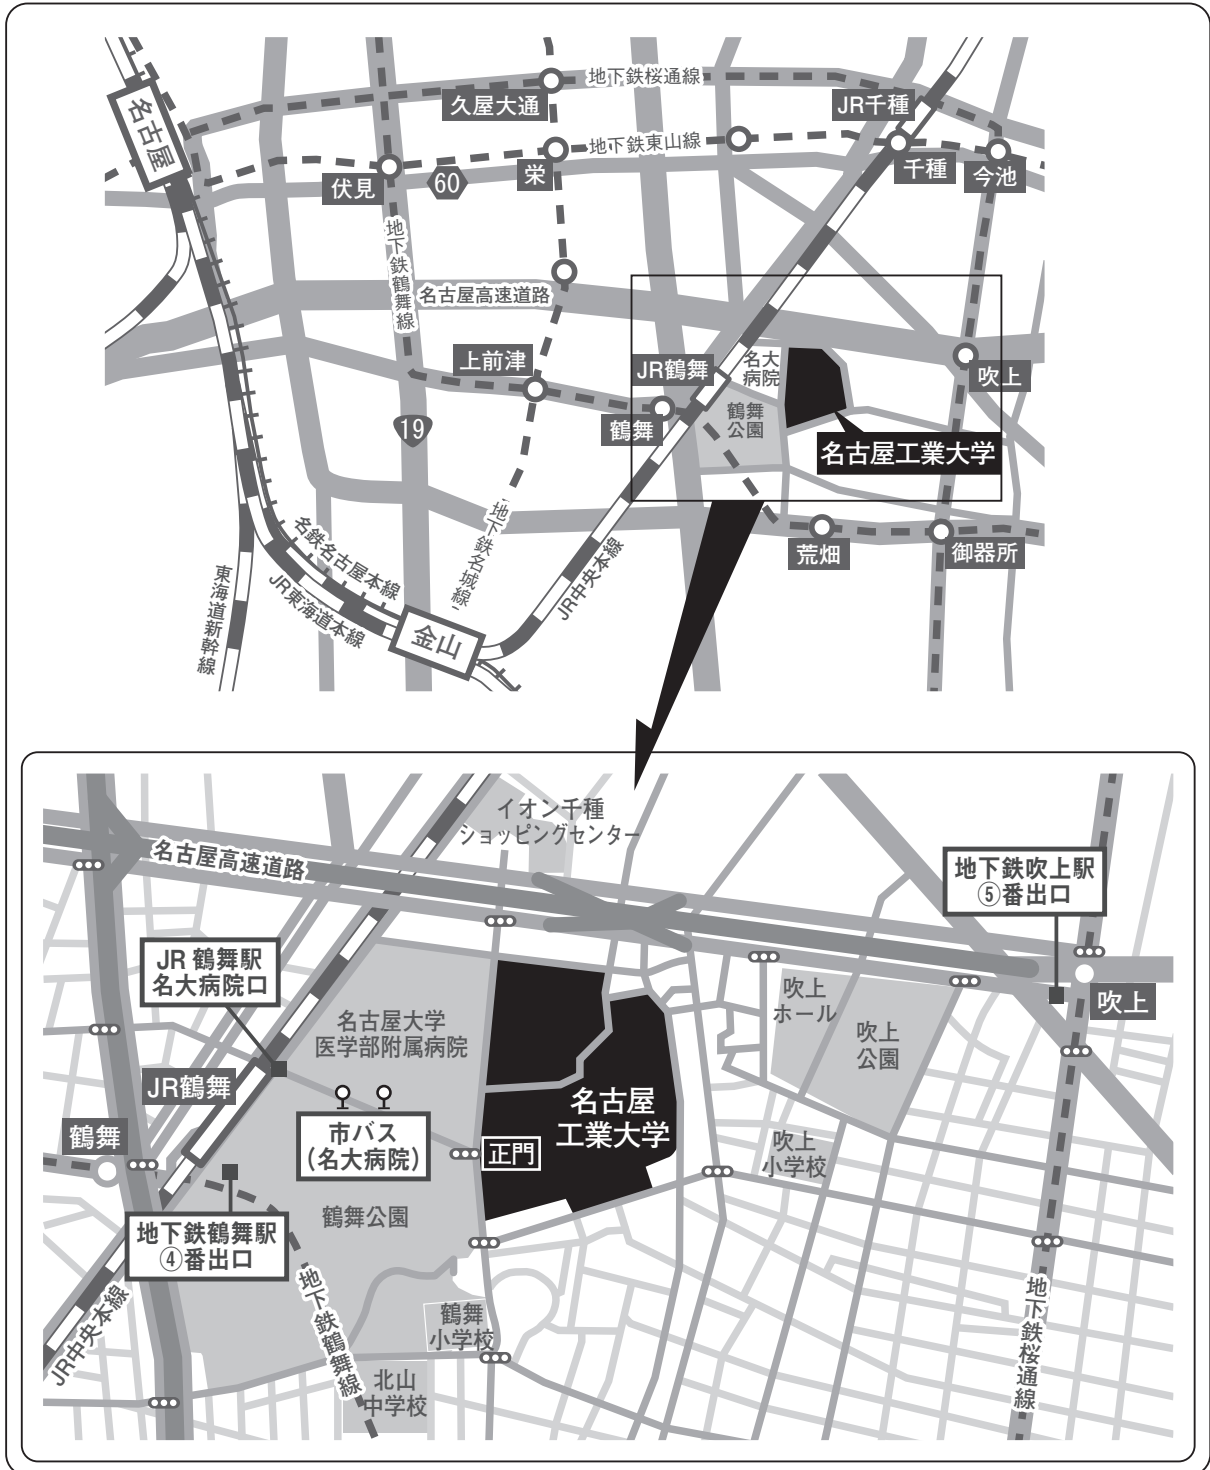 地下鉄桜通線
久屋大通
JR千種
名古屋
地下鉄東山線
伏見
60
栄
千種
今池
地下鉄鶴舞線
名古屋高速道路
上前津
JR鶴舞
名大
病院
吹上
鶴舞
鶴舞
公園
19
名古屋工業大学
地下鉄名城線
荒畑
御器所
名鉄名古屋本線
JR東海道本線
東海道新幹線
JR中央本線
金山
イオン千種
ショッピングセンター
名古屋高速道路
地下鉄吹上駅
⑤番出口
JR 鶴舞駅
名大病院口
吹上
ホール
吹上
名古屋大学
医学部附属病院
吹上
公園
JR鶴舞
名古屋
工業大学
鶴舞
市バス
(名大病院)
正門
吹上
小学校
鶴舞公園
地下鉄鶴舞駅
④番出口
地下鉄鶴舞線
地下鉄桜通線
JR中央本線
鶴舞
小学校
北山
中学校